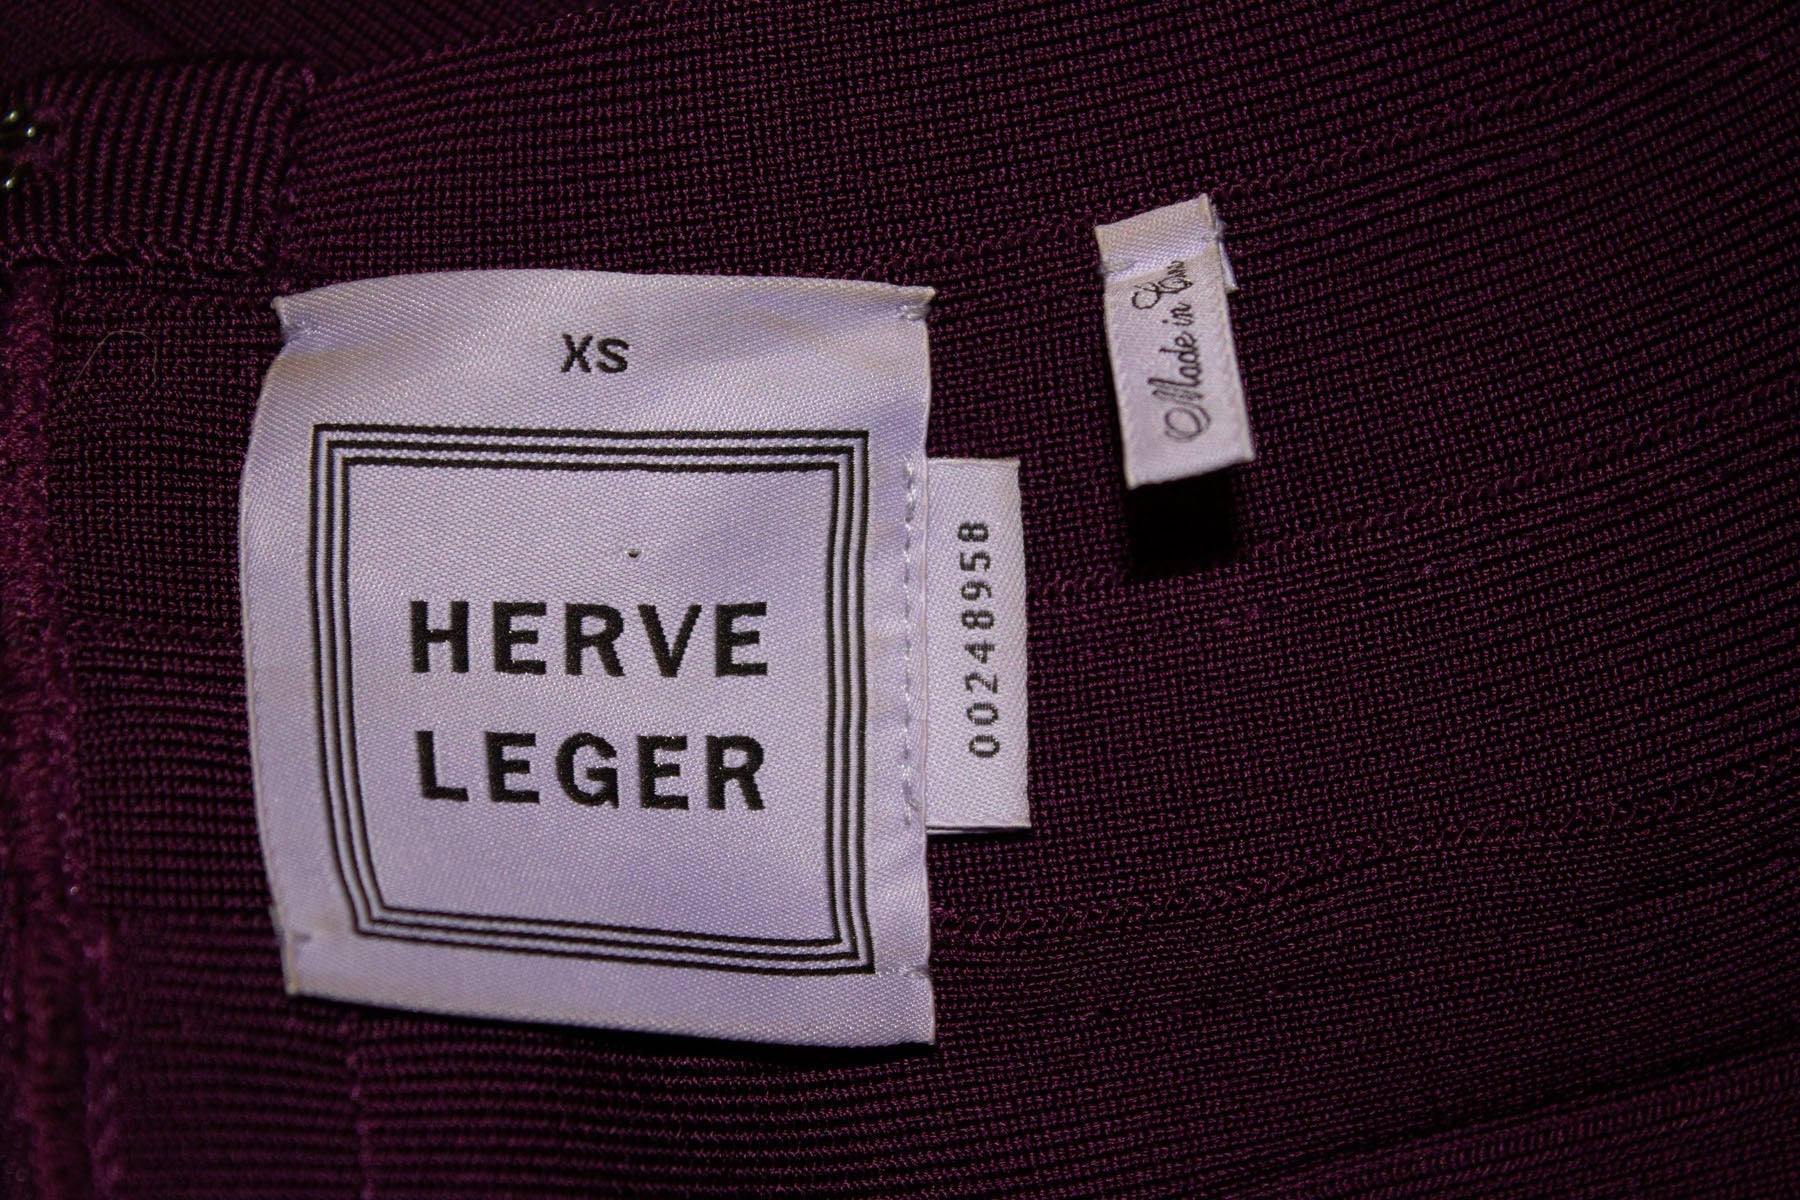 XS
HERVE
LEGER
00248958
Made in